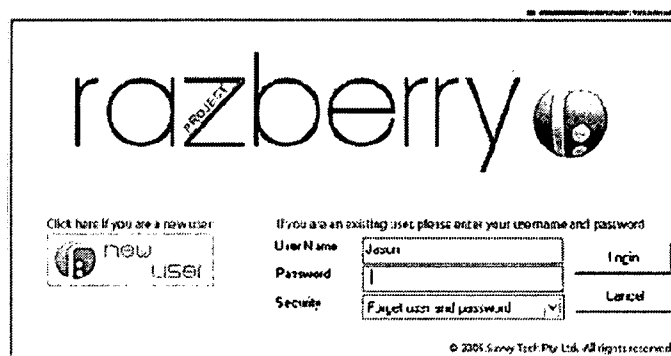 razberry
PROJECT
Click here if you are a new user
new
user
If you are an existing user please enter your username and password
User Name
Jason
Login
Password
Security
Forget user and password
Cancel
© 2005 Savvy Tech Pty Ltd. All rights reserved